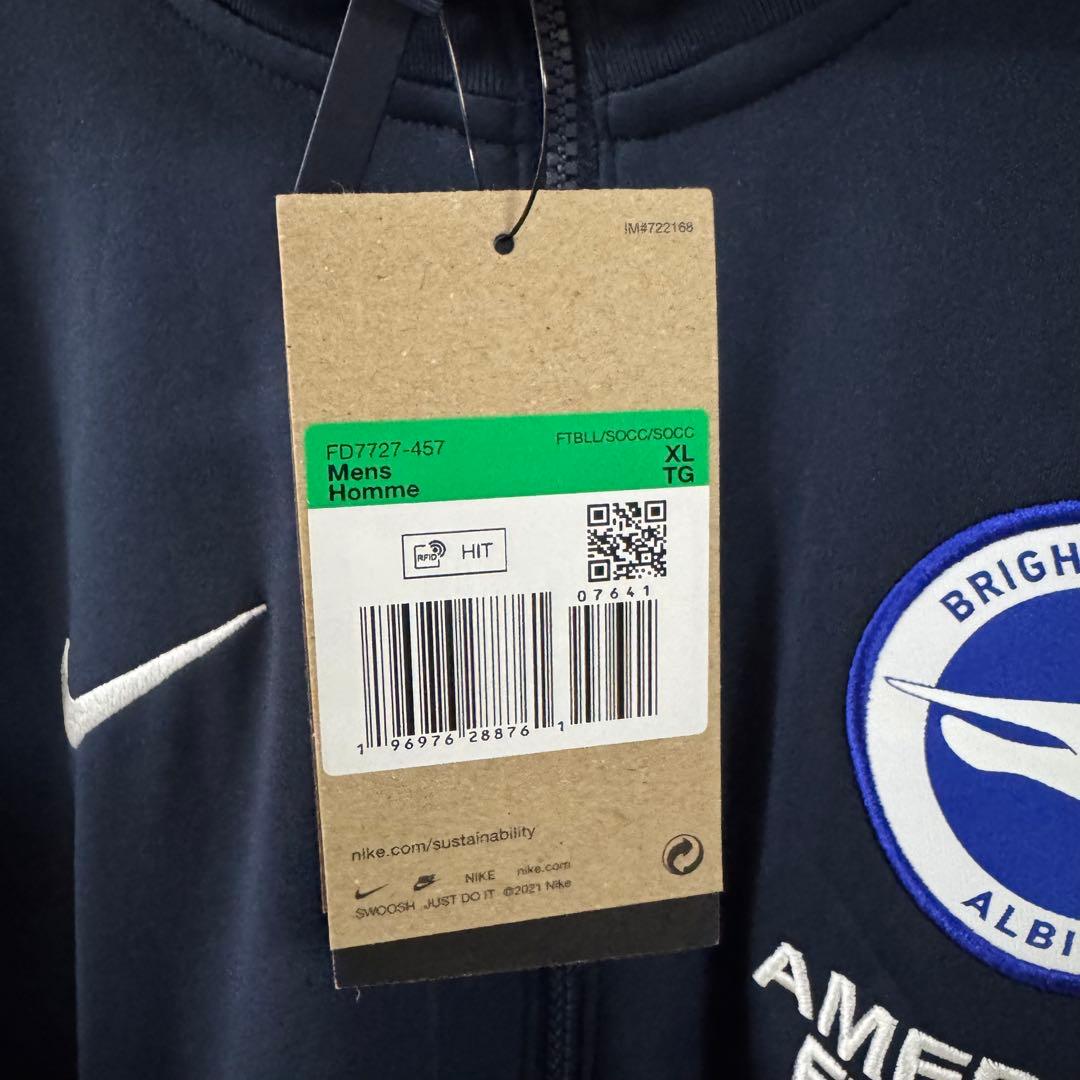 IM#722168
FD7727-457
FTBLL/SOCC/SOCC
Mens
XL
Homme
TG
RFID HIT
07641
1 96976 28876 1
BRIGH
ALBI
nike.com/sustainability
NIKE nike.com
SWOOSH JUST DO IT ©2021 Nike